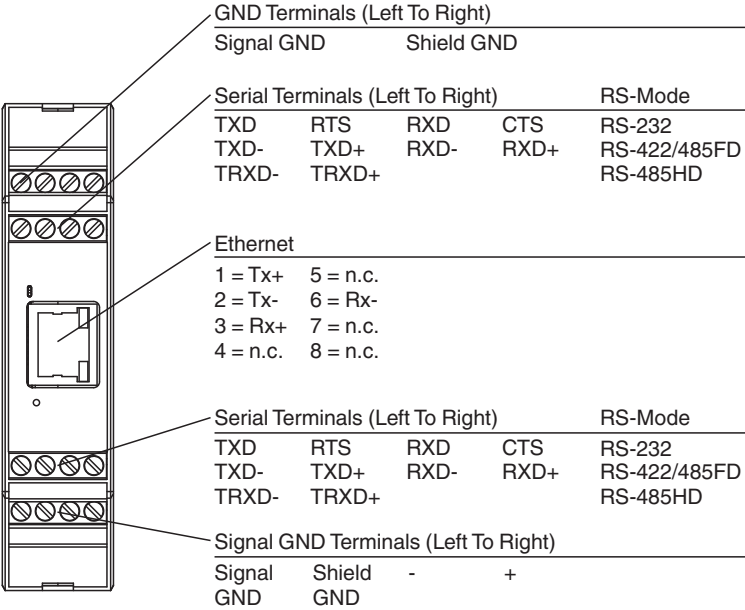 GND Terminals (Left To Right)
Signal GND Shield GND
Serial Terminals (Left To Right) RS-Mode
TXD RTS RXD CTS RS-232
TXD- TXD+ RXD- RXD+ RS-422/485FD
TRXD- TRXD+ RS-485HD
Ethernet
1 = Tx+ 5 = n.c.
2 = Tx- 6 = Rx-
3 = Rx+ 7 = n.c.
4 = n.c. 8 = n.c.
Serial Terminals (Left To Right) RS-Mode
TXD RTS RXD CTS RS-232
TXD- TXD+ RXD- RXD+ RS-422/485FD
TRXD- TRXD+ RS-485HD
Signal GND Terminals (Left To Right)
Signal Shield - +
GND GND